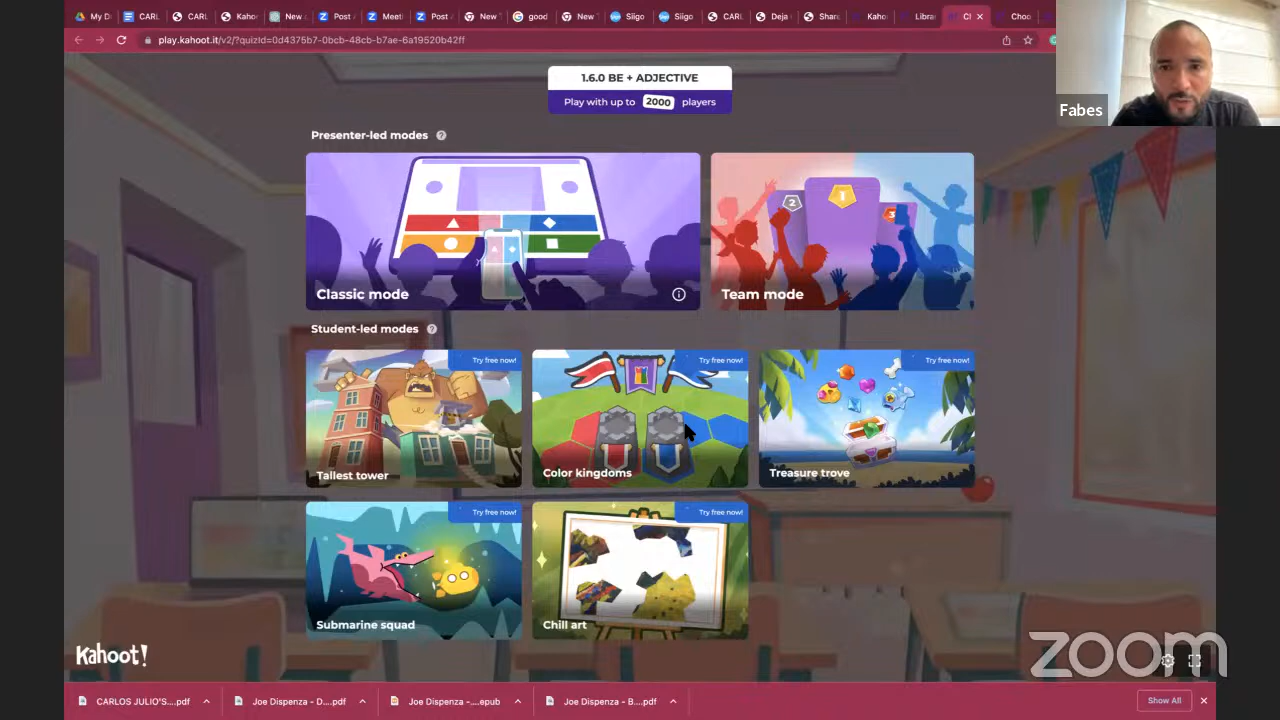 My D
CARL
CARL
Kaho
New c
Post
Meeti
Post
New T
good
New T
Siigo
Siigo
CARL
Deja
Share
Kaho
Libra
Cl
Choo
play.kahoot.it/v2/?quizId=0d4375b7-0bcb-48cb-b7ae-6a19520b42ff
Fabes
1.6.0 BE + ADJECTIVE
Play with up to 2000 players
Presenter-led modes ?
2 1 3
Classic mode
Team mode
Student-led modes ?
Try free now!
Try free now!
Try free now!
Tallest tower
Color kingdoms
Treasure trove
Try free now!
Try free now!
Submarine squad
Chill art
Kahoot!
zoom
CARLOS JULIO'S....pdf
Joe Dispenza - D....pdf
Joe Dispenza -....epub
Joe Dispenza - B....pdf
Show All